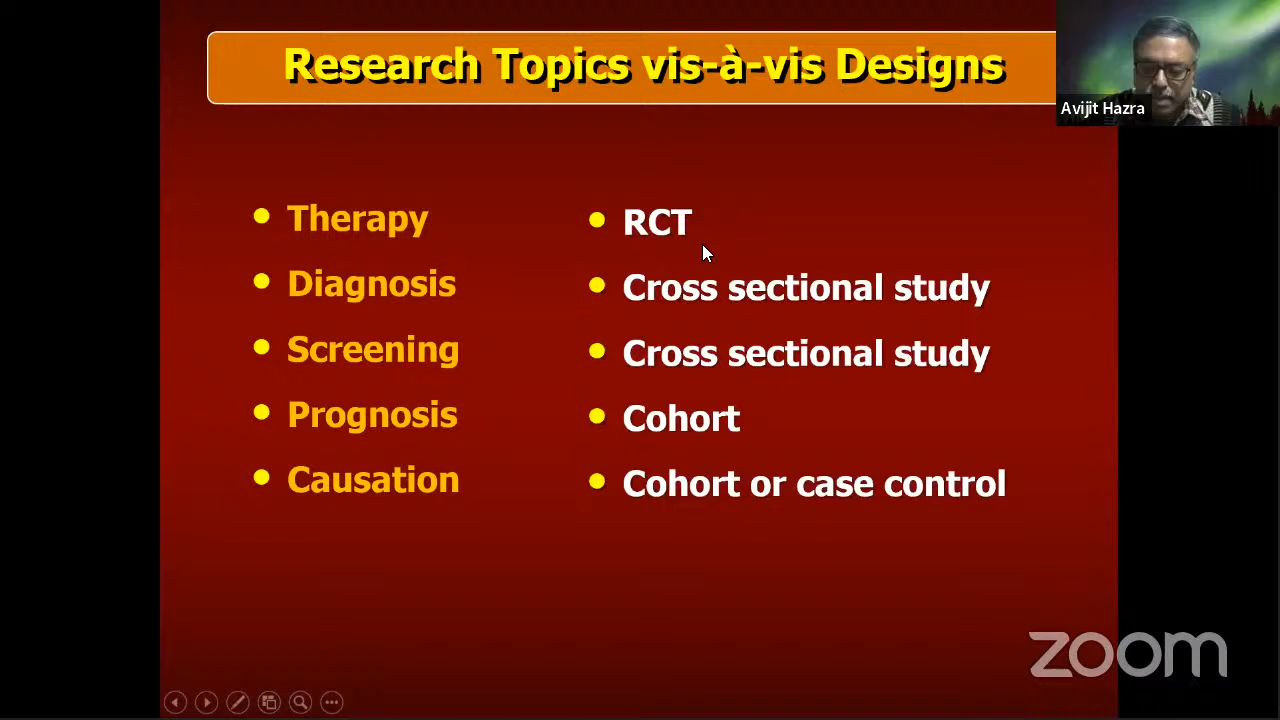 Research Topics vis-à-vis Designs
Avijit Hazra
Therapy
Diagnosis
Screening
Prognosis
Causation
RCT
Cross sectional study
Cross sectional study
Cohort
Cohort or case control
zoom